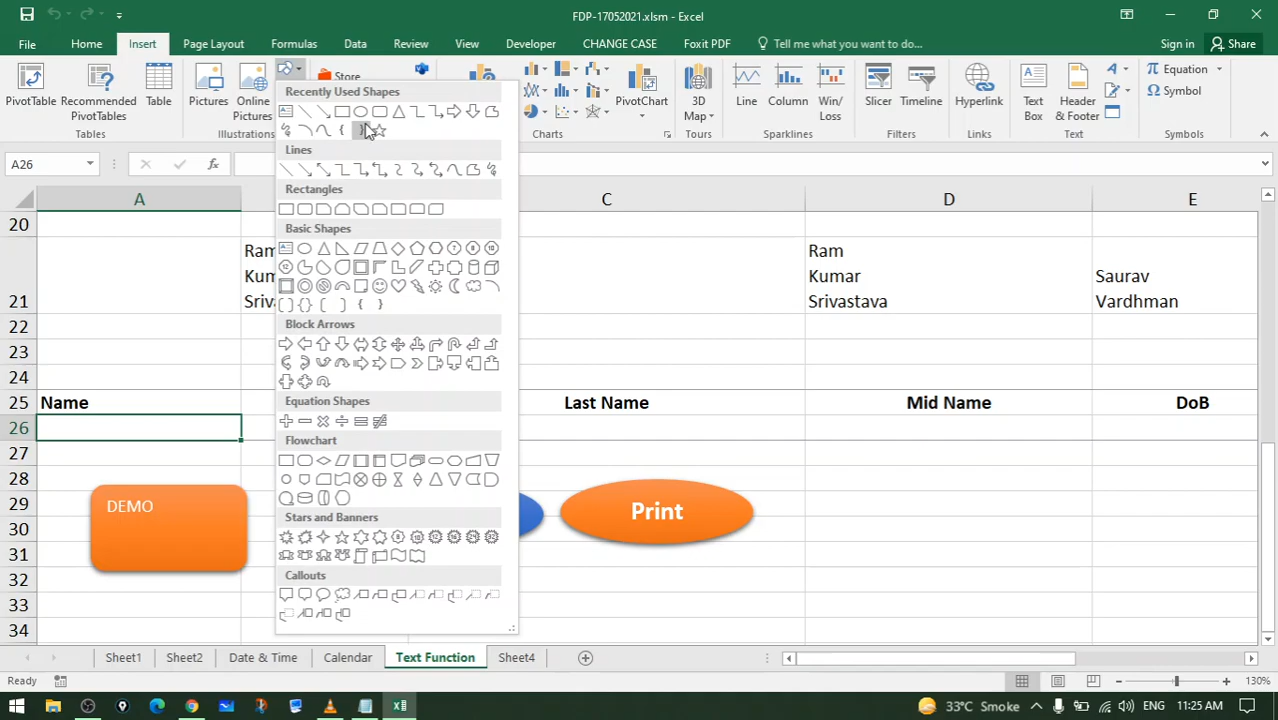 FDP-17052021.xlsm - Excel
File Home Insert Page Layout Formulas Data Review View Developer CHANGE CASE Foxit PDF Tell me what you want to do... Sign in Share
PivotTable Recommended PivotTables Table Pictures Online Pictures Store PivotChart 3D Map Line Column Win/Loss Slicer Timeline Hyperlink Text Box Header & Footer Equation Symbol
Tables Illustrations Charts Tours Sparklines Filters Links Text Symbols
A26 fx
A C D E
Recently Used Shapes
Lines
Rectangles
Basic Shapes
Block Arrows
Equation Shapes
Flowchart
Stars and Banners
Callouts
20
21 Ram Ram
Kumar Saurav
Srivastava Vardhman
22
23
24
25 Name Last Name Mid Name DoB
26
27
28
29 DEMO Print
30
31
32
33
34
Sheet1 Sheet2 Date & Time Calendar Text Function Sheet4
Ready 130%
33°C Smoke ENG 11:25 AM